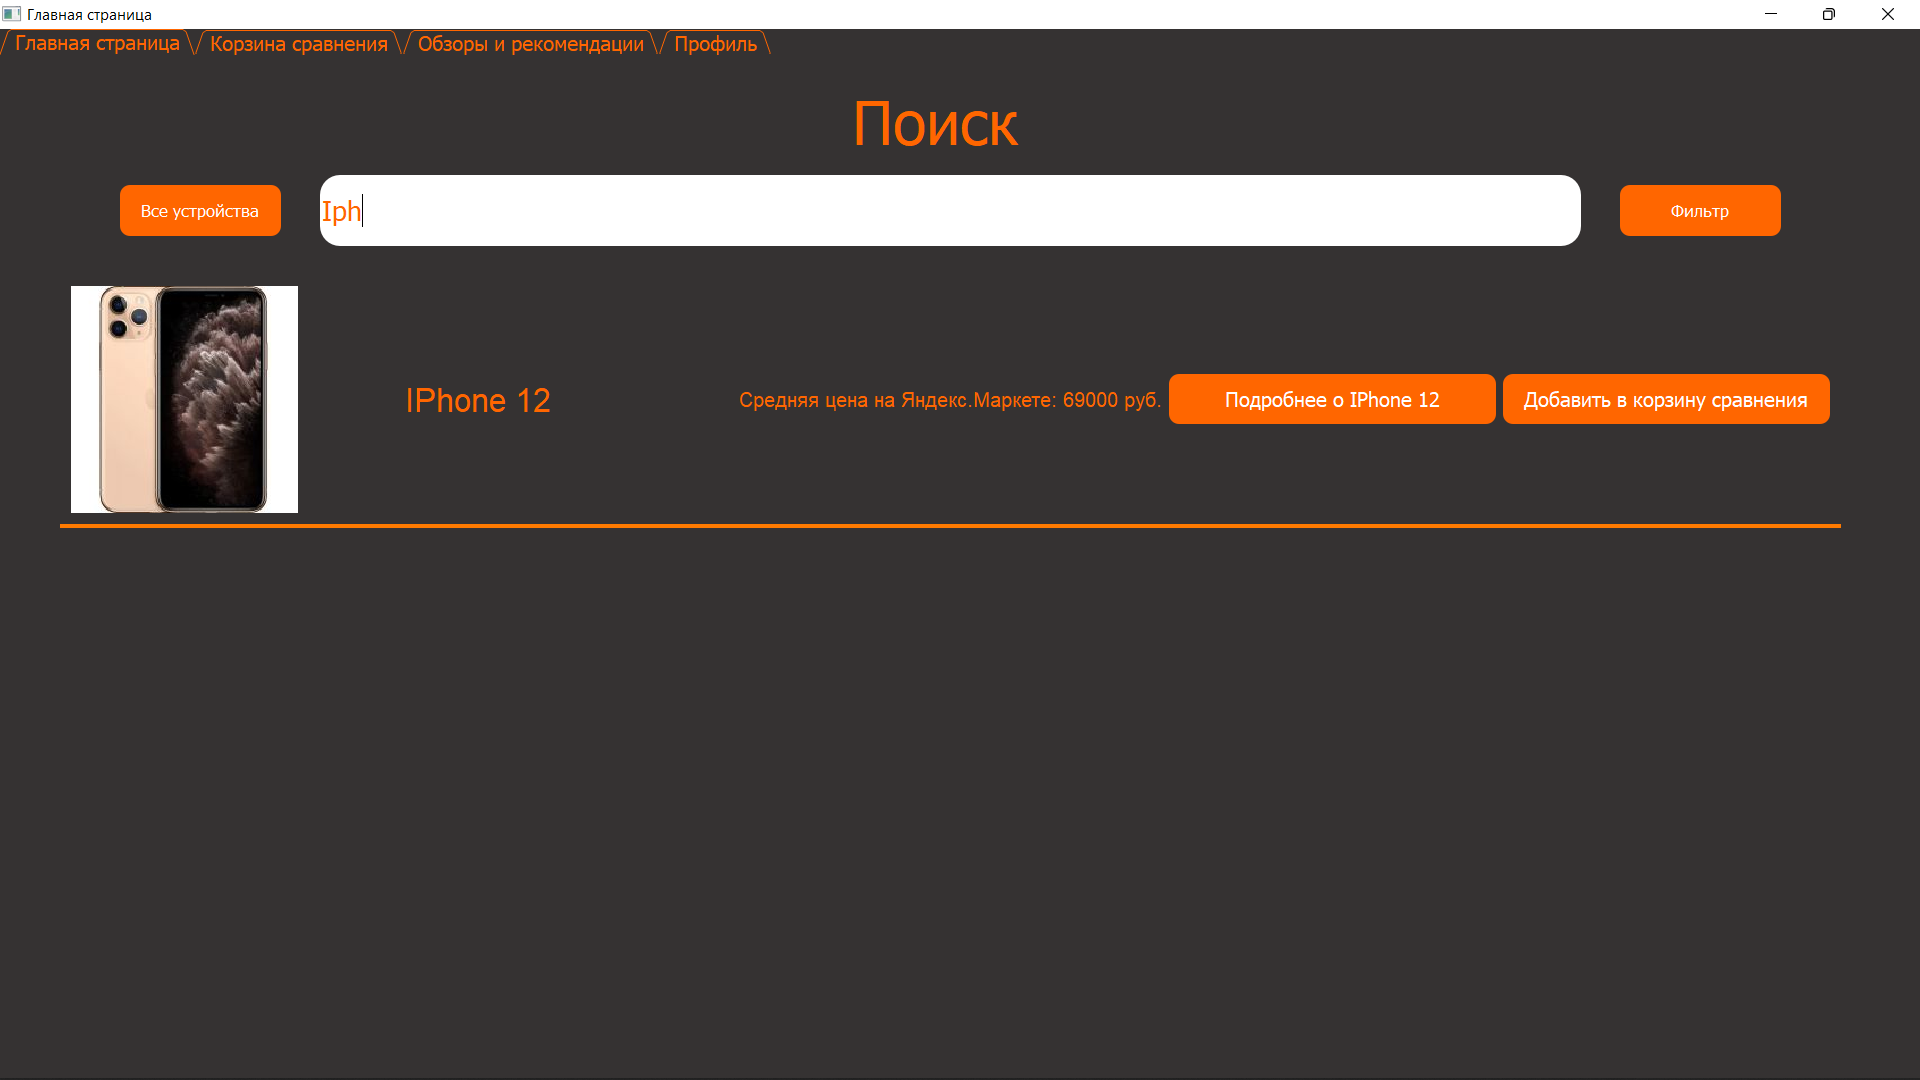 Главная страница
Главная страница
Корзина сравнения
Обзоры и рекомендации
Профиль
Поиск
Все устройства
Iph
Фильтр
IPhone 12
Средняя цена на Яндекс.Маркете: 69000 руб.
Подробнее о IPhone 12
Добавить в корзину сравнения